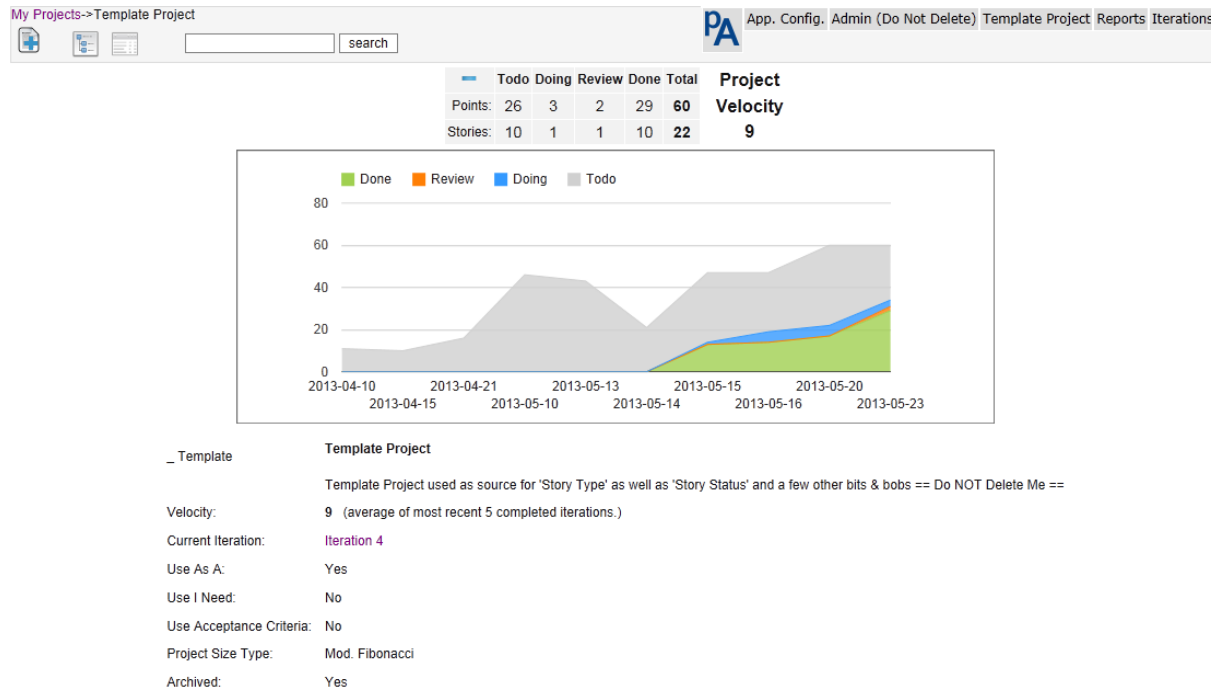 My Projects->Template Project
search
PA App. Config. Admin (Do Not Delete) Template Project Reports Iterations
Todo Doing Review Done Total
Points: 26 3 2 29 60
Stories: 10 1 1 10 22
Project
Velocity
9
Done Review Doing Todo
80
60
40
20
0
2013-04-10 2013-04-21 2013-05-13 2013-05-15 2013-05-20
2013-04-15 2013-05-10 2013-05-14 2013-05-16 2013-05-23
_ Template Template Project
Template Project used as source for 'Story Type' as well as 'Story Status' and a few other bits & bobs == Do NOT Delete Me ==
Velocity: 9 (average of most recent 5 completed iterations.)
Current Iteration: Iteration 4
Use As A: Yes
Use I Need: No
Use Acceptance Criteria: No
Project Size Type: Mod. Fibonacci
Archived: Yes